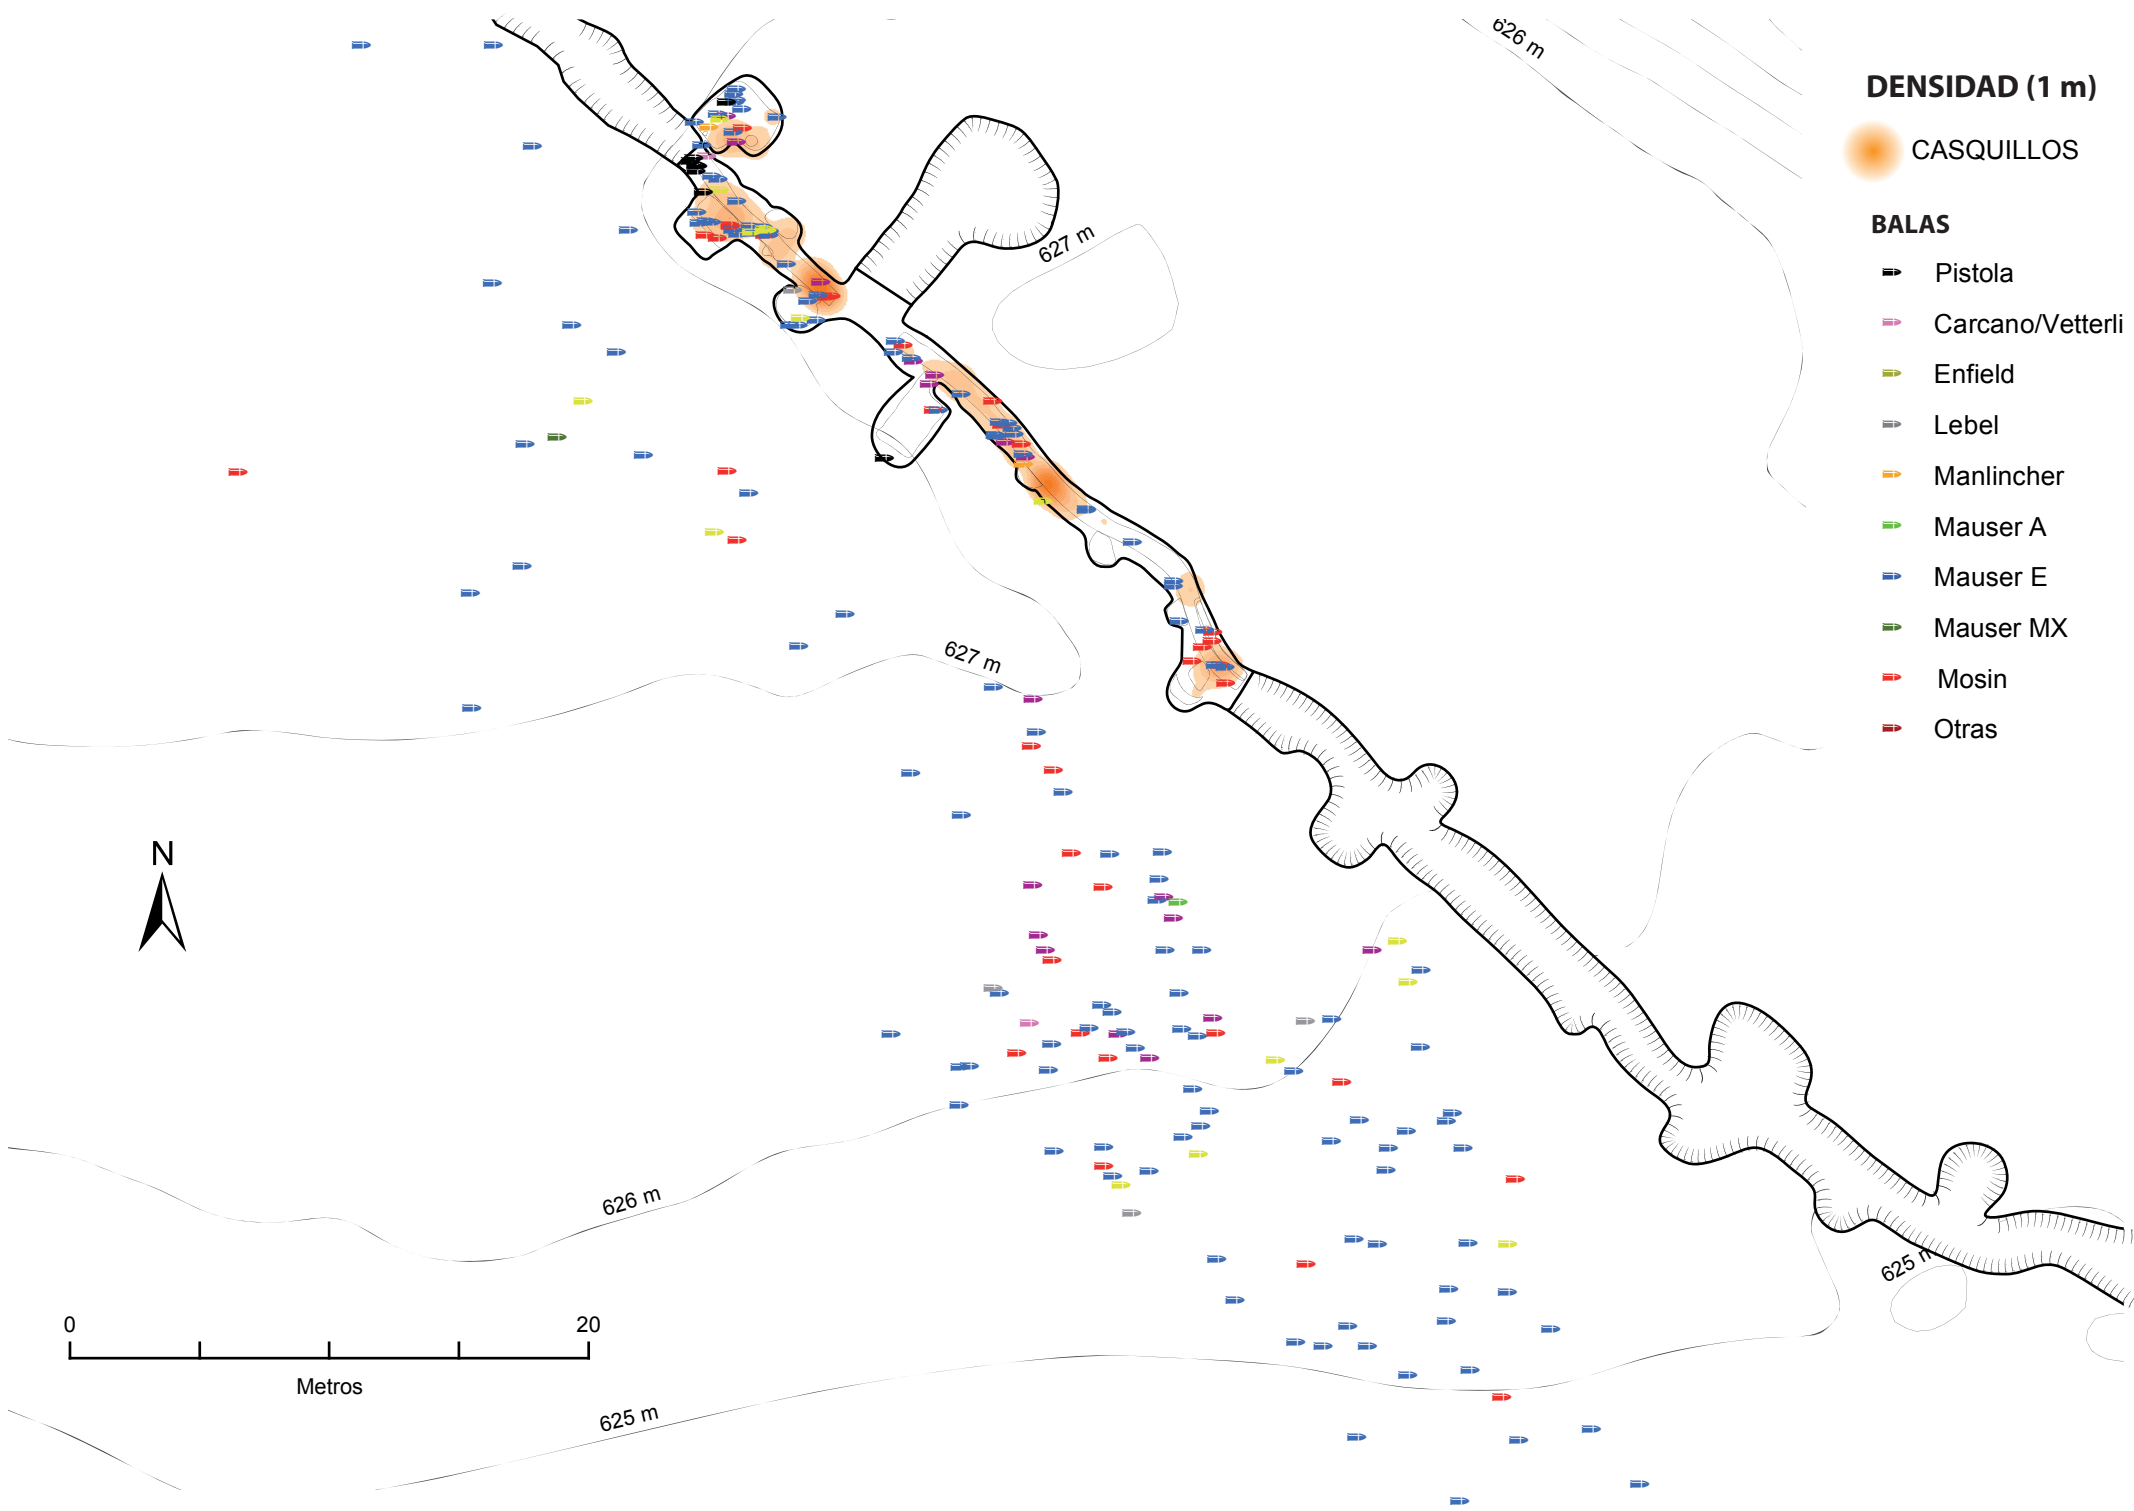 626 m
627 m
627 m
626 m
625 m
625 m
N
0 20
Metros
DENSIDAD (1 m)
CASQUILLOS
BALAS
Pistola
Carcano/Vetterli
Enfield
Lebel
Manlincher
Mauser A
Mauser E
Mauser MX
Mosin
Otras